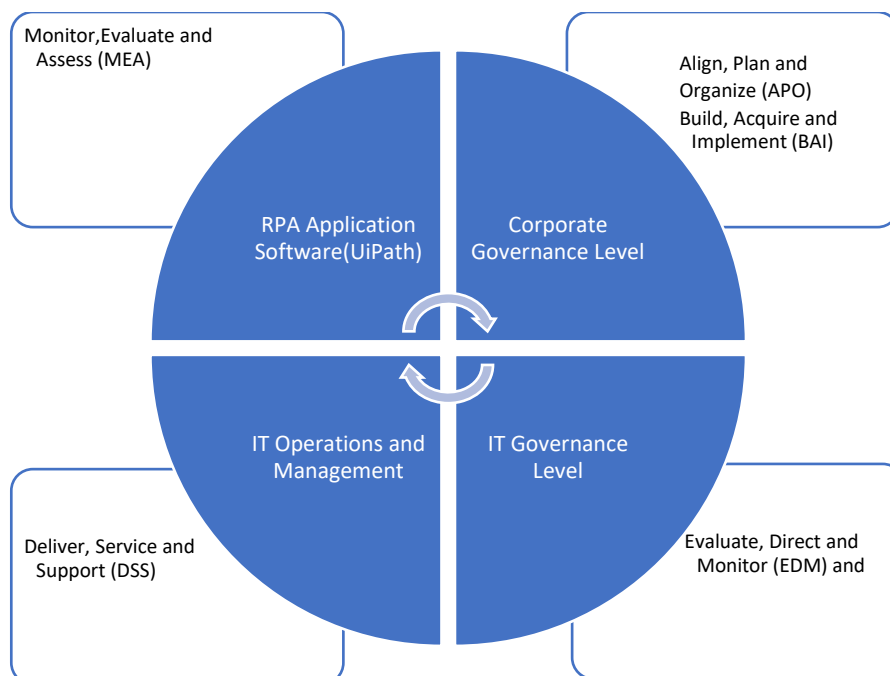 Monitor,Evaluate and
Assess (MEA)
Align, Plan and
Organize (APO)
Build, Acquire and
Implement (BAI)
RPA Application
Software(UiPath)
Corporate
Governance Level
IT Operations and
Management
IT Governance
Level
Deliver, Service and
Support (DSS)
Evaluate, Direct and
Monitor (EDM) and